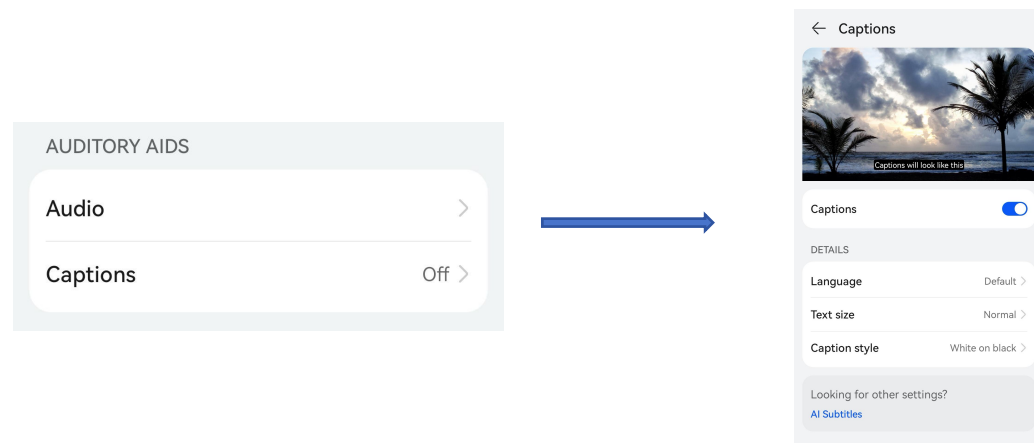 AUDITORY AIDS
Audio
Captions Off
Captions
Captions will look like this
Captions
DETAILS
Language Default
Text size Normal
Caption style White on black
Looking for other settings?
AI Subtitles